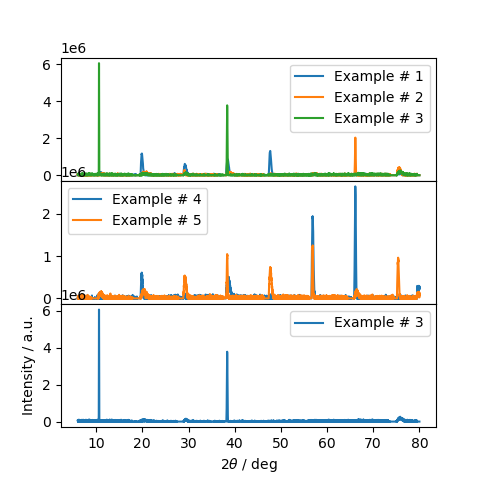 1e6
6
4
2
0
Example # 1
Example # 2
Example # 3
1e6
2
1
0
Example # 4
Example # 5
1e6
6
4
2
0
Example # 3
Intensity / a.u.
10 20 30 40 50 60 70 80
2θ / deg